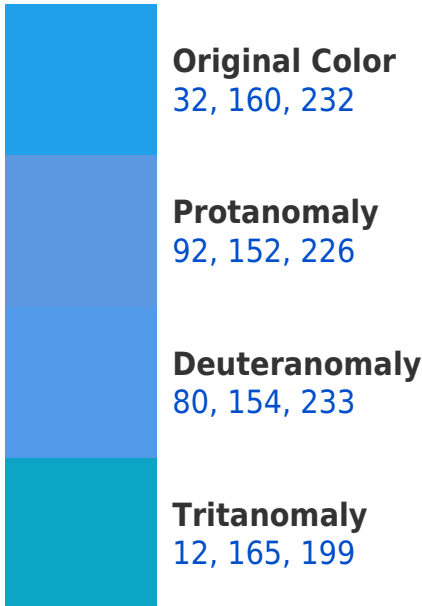 Original Color
32, 160, 232
Protanomaly
92, 152, 226
Deuteranomaly
80, 154, 233
Tritanomaly
12, 165, 199